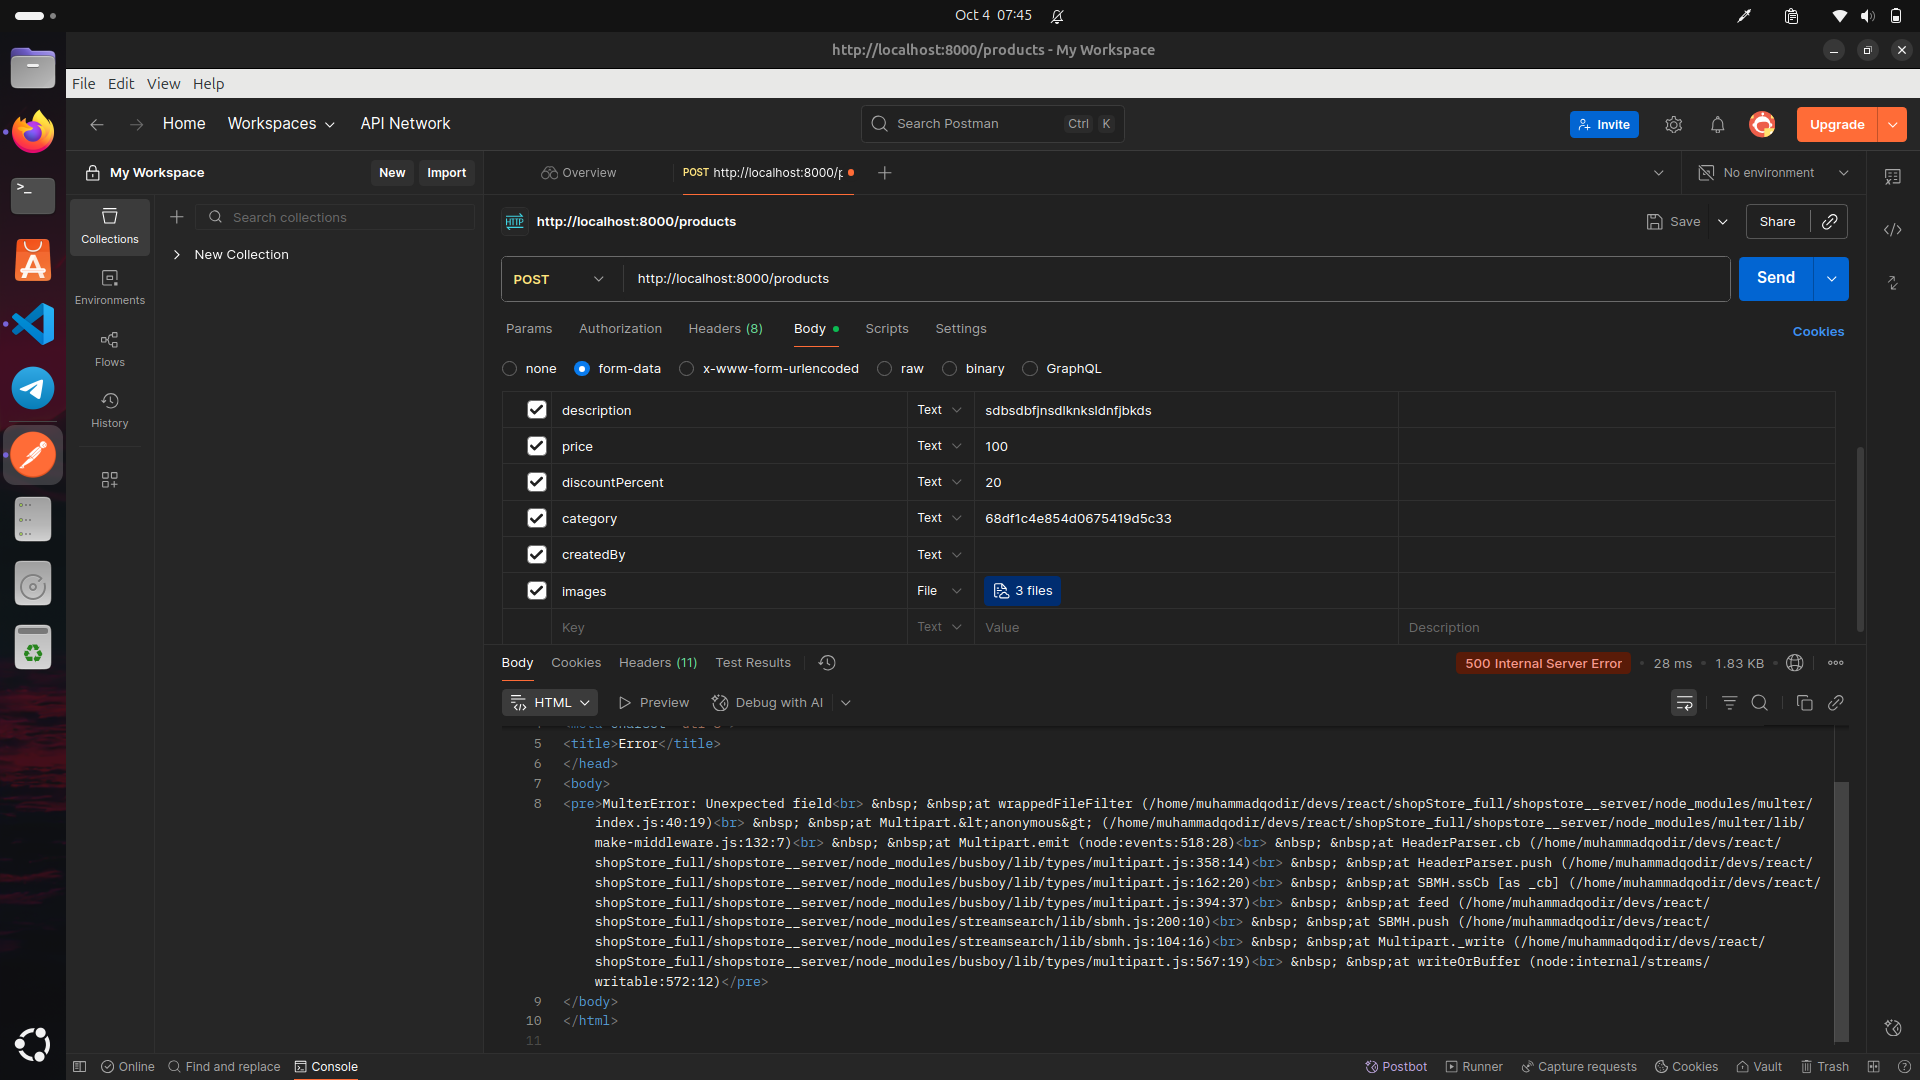 Oct 4 07:45
http://localhost:8000/products - My Workspace
File Edit View Help
Home Workspaces API Network
Search Postman Ctrl K
Invite
Upgrade
My Workspace New Import
Overview
POST http://localhost:8000/p
No environment
Search collections
Collections
New Collection
Environments
Flows
History
HTTP http://localhost:8000/products
Save Share
POST http://localhost:8000/products
Send
Params Authorization Headers (8) Body Scripts Settings
Cookies
none form-data x-www-form-urlencoded raw binary GraphQL
description Text sdbsdbfjnsdlknksldnfjbkds
price Text 100
discountPercent Text 20
category Text 68df1c4e854d0675419d5c33
createdBy Text
images File 3 files
Key Text Value Description
Body Cookies Headers (11) Test Results
500 Internal Server Error • 28 ms • 1.83 KB
HTML Preview Debug with AI
5 <title>Error</title>
6 </head>
7 <body>
8 <pre>MulterError: Unexpected field<br> &nbsp; &nbsp;at wrappedFileFilter (/home/muhammadqodir/devs/react/shopStore_full/shopstore__server/node_modules/multer/
index.js:40:19)<br> &nbsp; &nbsp;at Multipart.&lt;anonymous&gt; (/home/muhammadqodir/devs/react/shopStore_full/shopstore__server/node_modules/multer/lib/
make-middleware.js:132:7)<br> &nbsp; &nbsp;at Multipart.emit (node:events:518:28)<br> &nbsp; &nbsp;at HeaderParser.cb (/home/muhammadqodir/devs/react/
shopStore_full/shopstore__server/node_modules/busboy/lib/types/multipart.js:358:14)<br> &nbsp; &nbsp;at HeaderParser.push (/home/muhammadqodir/devs/react/
shopStore_full/shopstore__server/node_modules/busboy/lib/types/multipart.js:162:20)<br> &nbsp; &nbsp;at SBMH.ssCb [as _cb] (/home/muhammadqodir/devs/react/
shopStore_full/shopstore__server/node_modules/busboy/lib/types/multipart.js:394:37)<br> &nbsp; &nbsp;at feed (/home/muhammadqodir/devs/react/
shopStore_full/shopstore__server/node_modules/streamsearch/lib/sbmh.js:200:10)<br> &nbsp; &nbsp;at SBMH.push (/home/muhammadqodir/devs/react/
shopStore_full/shopstore__server/node_modules/streamsearch/lib/sbmh.js:104:16)<br> &nbsp; &nbsp;at Multipart._write (/home/muhammadqodir/devs/react/
shopStore_full/shopstore__server/node_modules/busboy/lib/types/multipart.js:567:19)<br> &nbsp; &nbsp;at writeOrBuffer (node:internal/streams/
writable:572:12)</pre>
9 </body>
10 </html>
11
Online Find and replace Console
Postbot Runner Capture requests Cookies Vault Trash